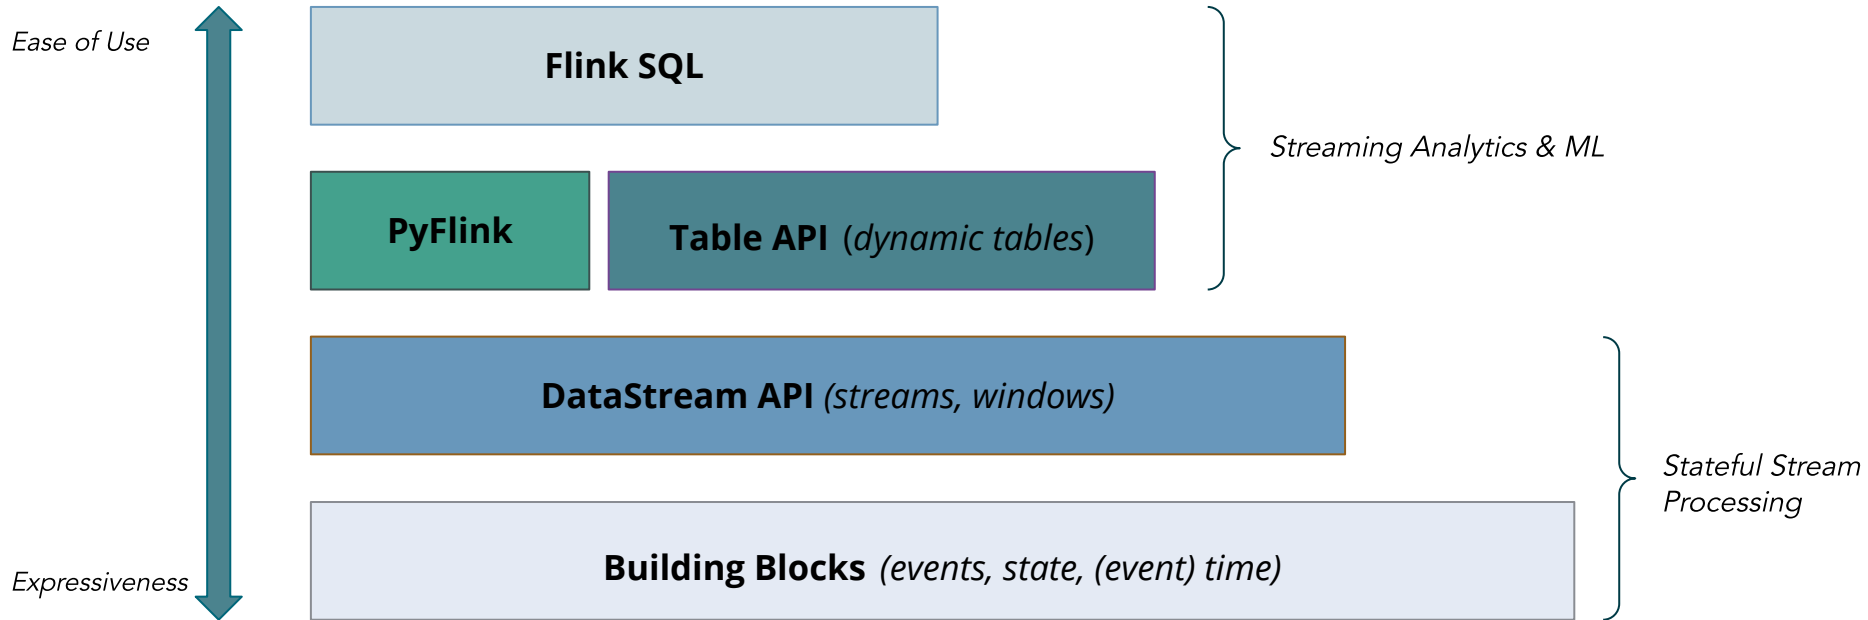 Ease of Use
Flink SQL
Streaming Analytics & ML
PyFlink
Table API (dynamic tables)
DataStream API (streams, windows)
Stateful Stream
Processing
Building Blocks (events, state, (event) time)
Expressiveness